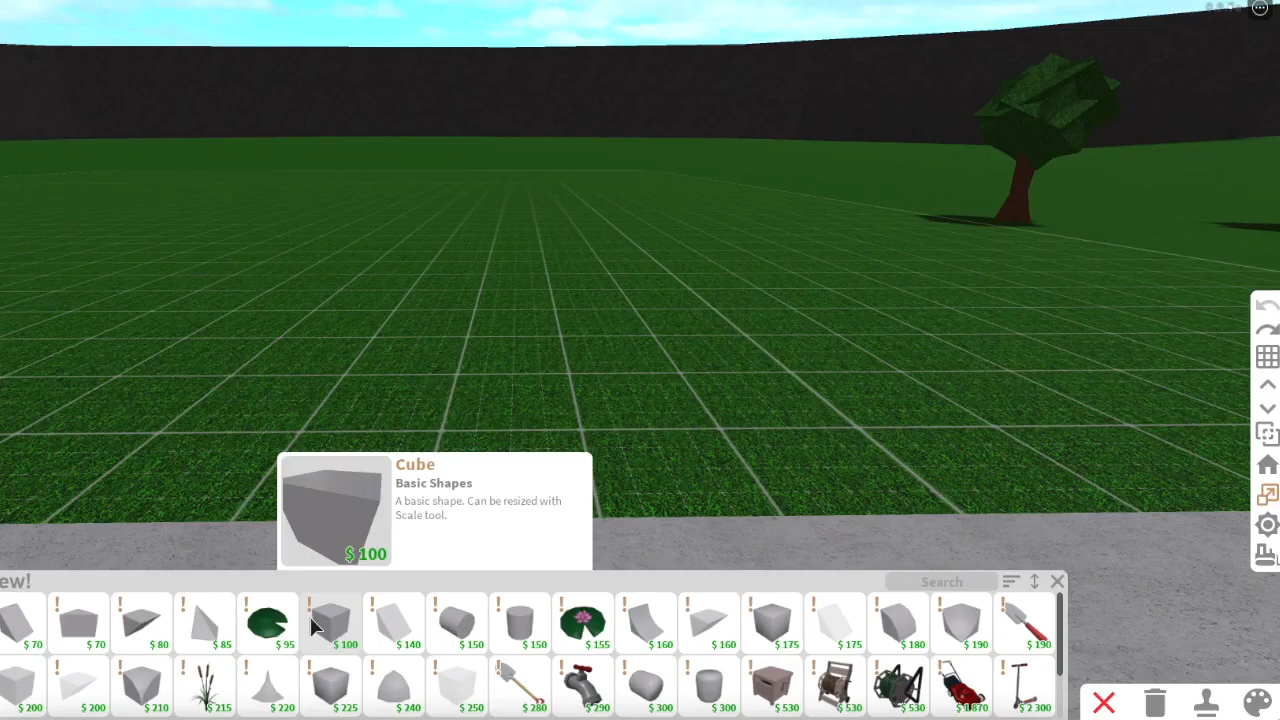 Cube
Basic Shapes
A basic shape. Can be resized with
Scale tool.
$ 100
ew!
Search
$ 70 $ 70 $ 80 $ 85 $ 95 $ 100 $ 140 $ 150 $ 150 $ 155 $ 160 $ 160 $ 175 $ 175 $ 180 $ 190 $ 190
$ 200 $ 200 $ 210 $ 215 $ 220 $ 225 $ 240 $ 250 $ 280 $ 290 $ 300 $ 300 $ 530 $ 530 $ 530 $ 1 870 $ 2 300